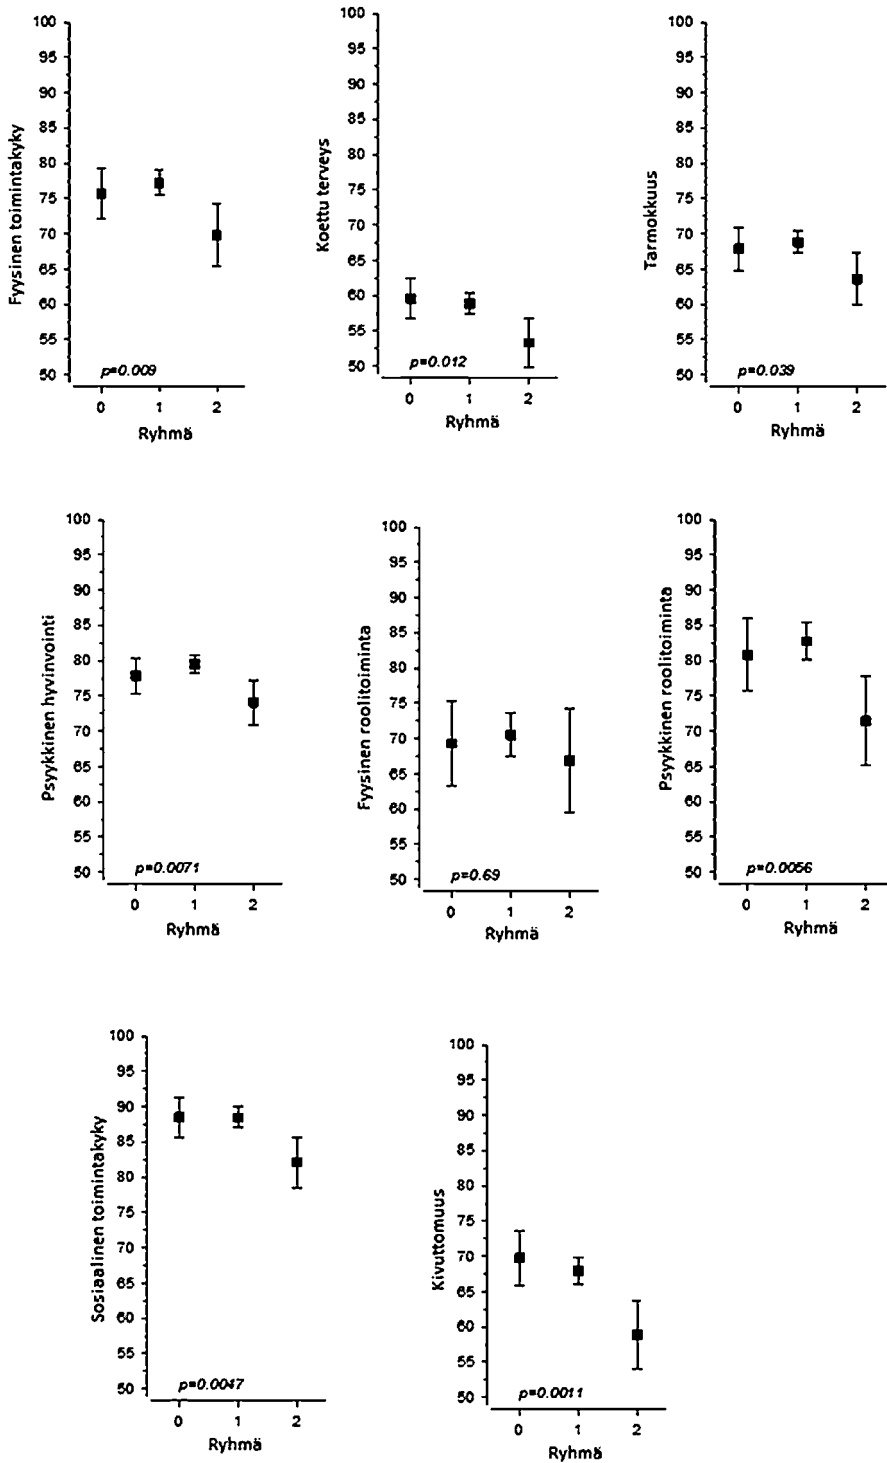 Fyysinen toimintakyky
100
95
90
85
80
75
70
65
60
55
50
p=0.009
0 1 2
Ryhmä
Koettu terveys
100
95
90
85
80
75
70
65
60
55
50
p=0.012
0 1 2
Ryhmä
Tarmokkuus
100
95
90
85
80
75
70
65
60
55
50
p=0.039
0 1 2
Ryhmä
Psyykkinen hyvinvointi
100
95
90
85
80
75
70
65
60
55
50
p=0.0071
0 1 2
Ryhmä
Fyysinen roolitoiminta
100
95
90
85
80
75
70
65
60
55
50
p=0.69
0 1 2
Ryhmä
Psyykkinen roolitoiminta
100
95
90
85
80
75
70
65
60
55
50
p=0.0056
0 1 2
Ryhmä
Sosiaalinen toimintakyky
100
95
90
85
80
75
70
65
60
55
50
p=0.0047
0 1 2
Ryhmä
Kivuttomuus
100
95
90
85
80
75
70
65
60
55
50
p=0.0011
0 1 2
Ryhmä